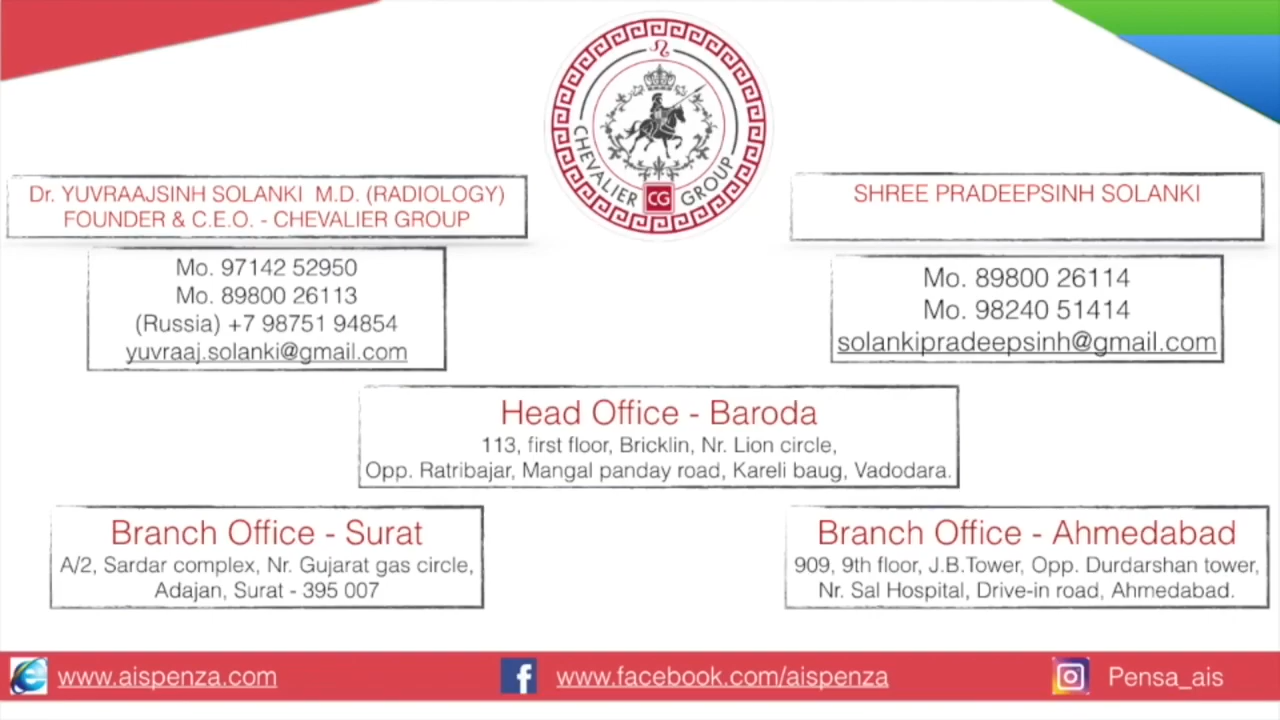 CHEVALIER CG GROUP
Dr. YUVRAAJSINH SOLANKI M.D. (RADIOLOGY)
FOUNDER & C.E.O. - CHEVALIER GROUP
SHREE PRADEEPSINH SOLANKI
Mo. 97142 52950
Mo. 89800 26113
(Russia) +7 98751 94854
yuvraaj.solanki@gmail.com
Mo. 89800 26114
Mo. 98240 51414
solankipradeepsinh@gmail.com
Head Office - Baroda
113, first floor, Bricklin, Nr. Lion circle,
Opp. Ratribajar, Mangal panday road, Kareli baug, Vadodara.
Branch Office - Surat
A/2, Sardar complex, Nr. Gujarat gas circle,
Adajan, Surat - 395 007
Branch Office - Ahmedabad
909, 9th floor, J.B.Tower, Opp. Durdarshan tower,
Nr. Sal Hospital, Drive-in road, Ahmedabad.
www.aispenza.com
www.facebook.com/aispenza
Pensa_ais